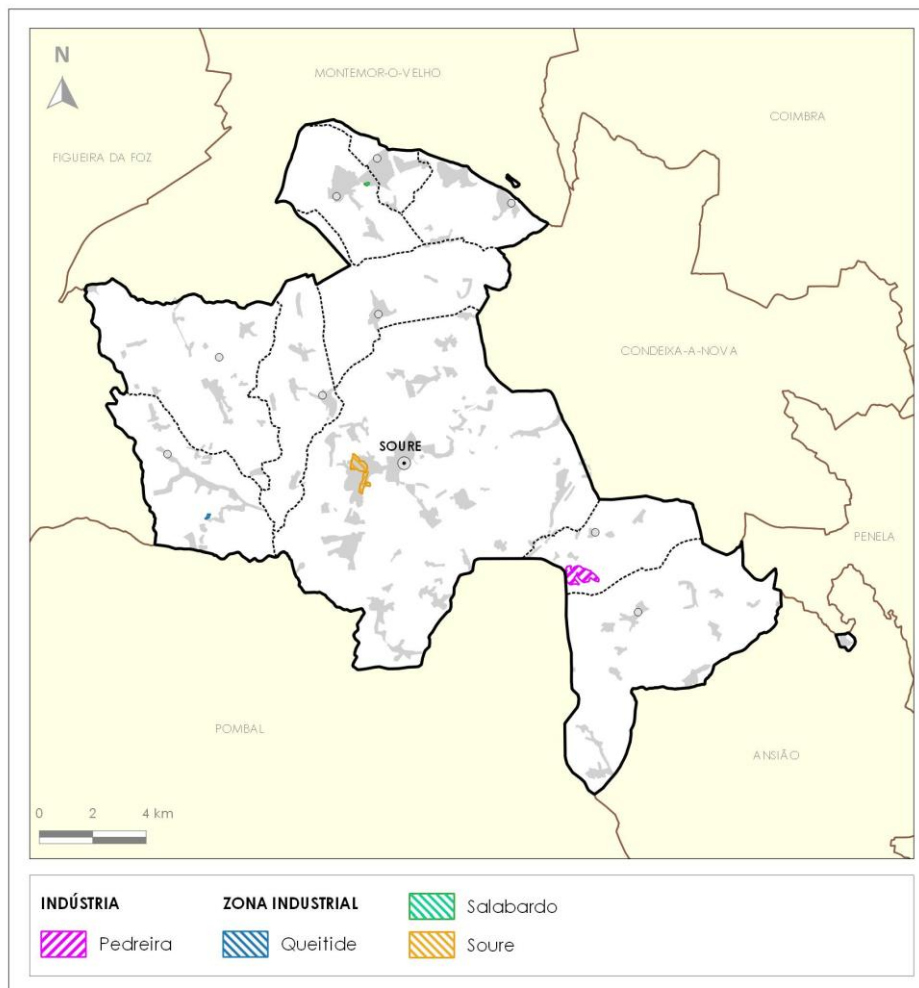 N
MONTEMOR-O-VELHO
COIMBRA
FIGUEIRA DA FOZ
CONDEIXA-A-NOVA
SOURE
PENELA
POMBAL
ANSIÃO
0 2 4 km
INDÚSTRIA
ZONA INDUSTRIAL
Salabardo
Pedreira
Queitide
Soure